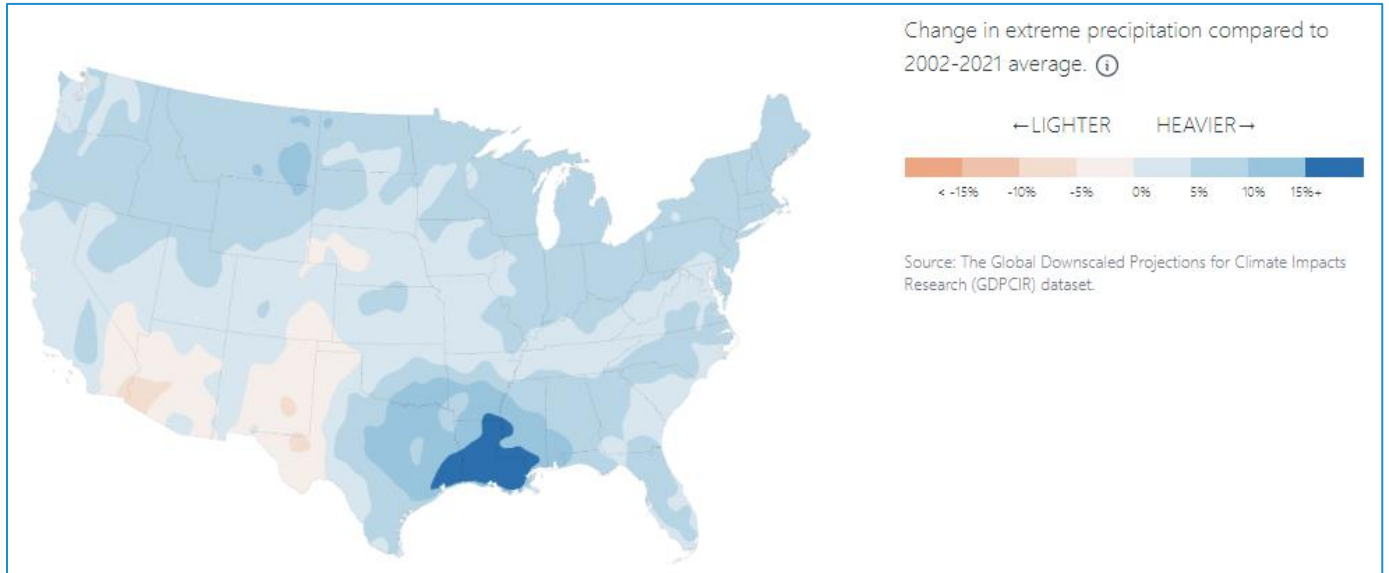 Change in extreme precipitation compared to
2002-2021 average. ⓘ
←LIGHTER HEAVIER→
< -15% -10% -5% 0% 5% 10% 15%+
Source: The Global Downscaled Projections for Climate Impacts
Research (GDPCIR) dataset.